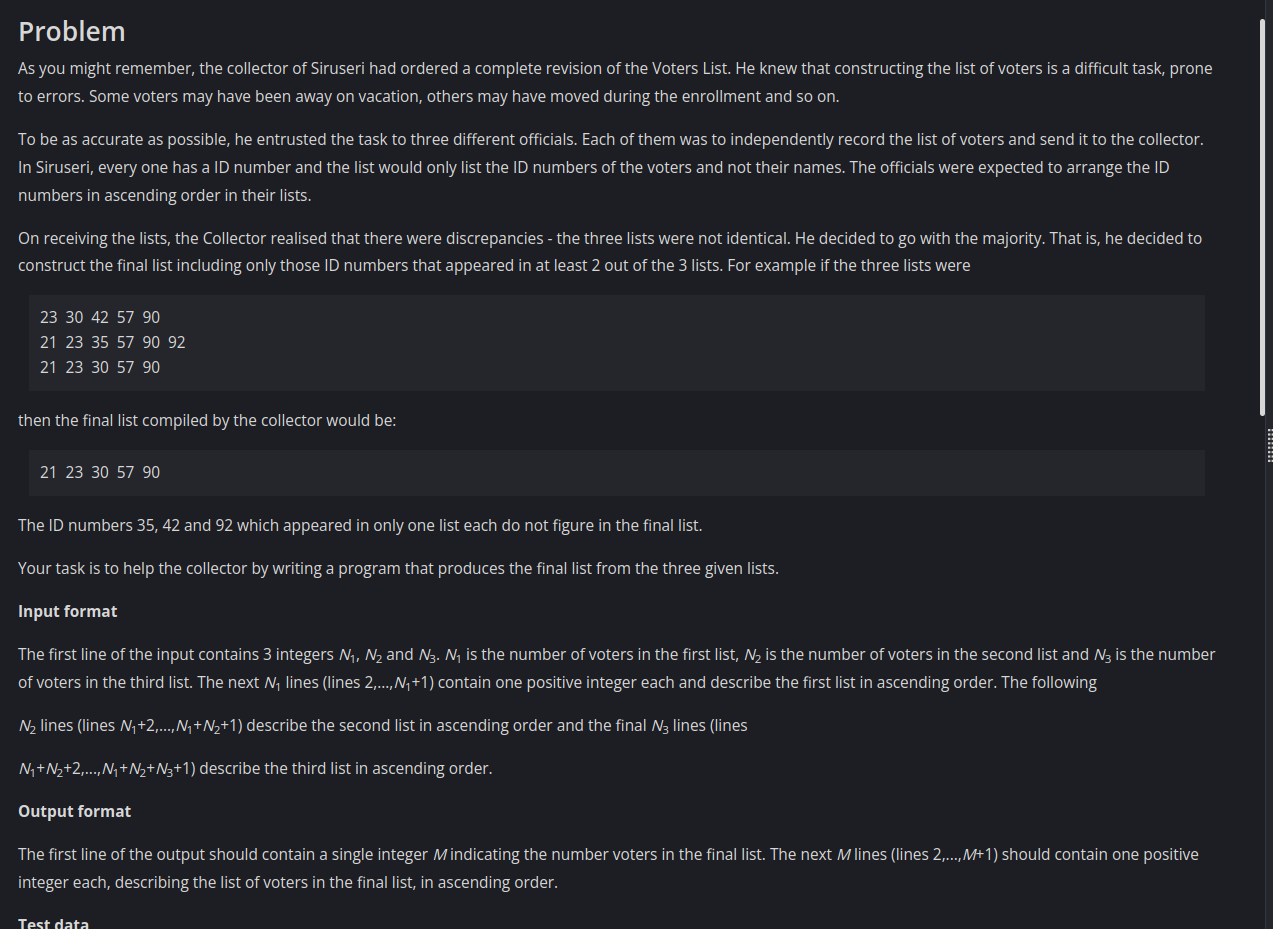 Problem
As you might remember, the collector of Siruseri had ordered a complete revision of the Voters List. He knew that constructing the list of voters is a difficult task, prone
to errors. Some voters may have been away on vacation, others may have moved during the enrollment and so on.
To be as accurate as possible, he entrusted the task to three different officials. Each of them was to independently record the list of voters and send it to the collector.
In Siruseri, every one has a ID number and the list would only list the ID numbers of the voters and not their names. The officials were expected to arrange the ID
numbers in ascending order in their lists.
On receiving the lists, the Collector realised that there were discrepancies - the three lists were not identical. He decided to go with the majority. That is, he decided to
construct the final list including only those ID numbers that appeared in at least 2 out of the 3 lists. For example if the three lists were
23 30 42 57 90
21 23 35 57 90 92
21 23 30 57 90
then the final list compiled by the collector would be:
21 23 30 57 90
The ID numbers 35, 42 and 92 which appeared in only one list each do not figure in the final list.
Your task is to help the collector by writing a program that produces the final list from the three given lists.
Input format
The first line of the input contains 3 integers N₁, N₂ and N₃. N₁ is the number of voters in the first list, N₂ is the number of voters in the second list and N₃ is the number
of voters in the third list. The next N₁ lines (lines 2,...,N₁+1) contain one positive integer each and describe the first list in ascending order. The following
N₂ lines (lines N₁+2,...,N₁+N₂+1) describe the second list in ascending order and the final N₃ lines (lines
N₁+N₂+2,...,N₁+N₂+N₃+1) describe the third list in ascending order.
Output format
The first line of the output should contain a single integer M indicating the number voters in the final list. The next M lines (lines 2,...,M+1) should contain one positive
integer each, describing the list of voters in the final list, in ascending order.
Test data